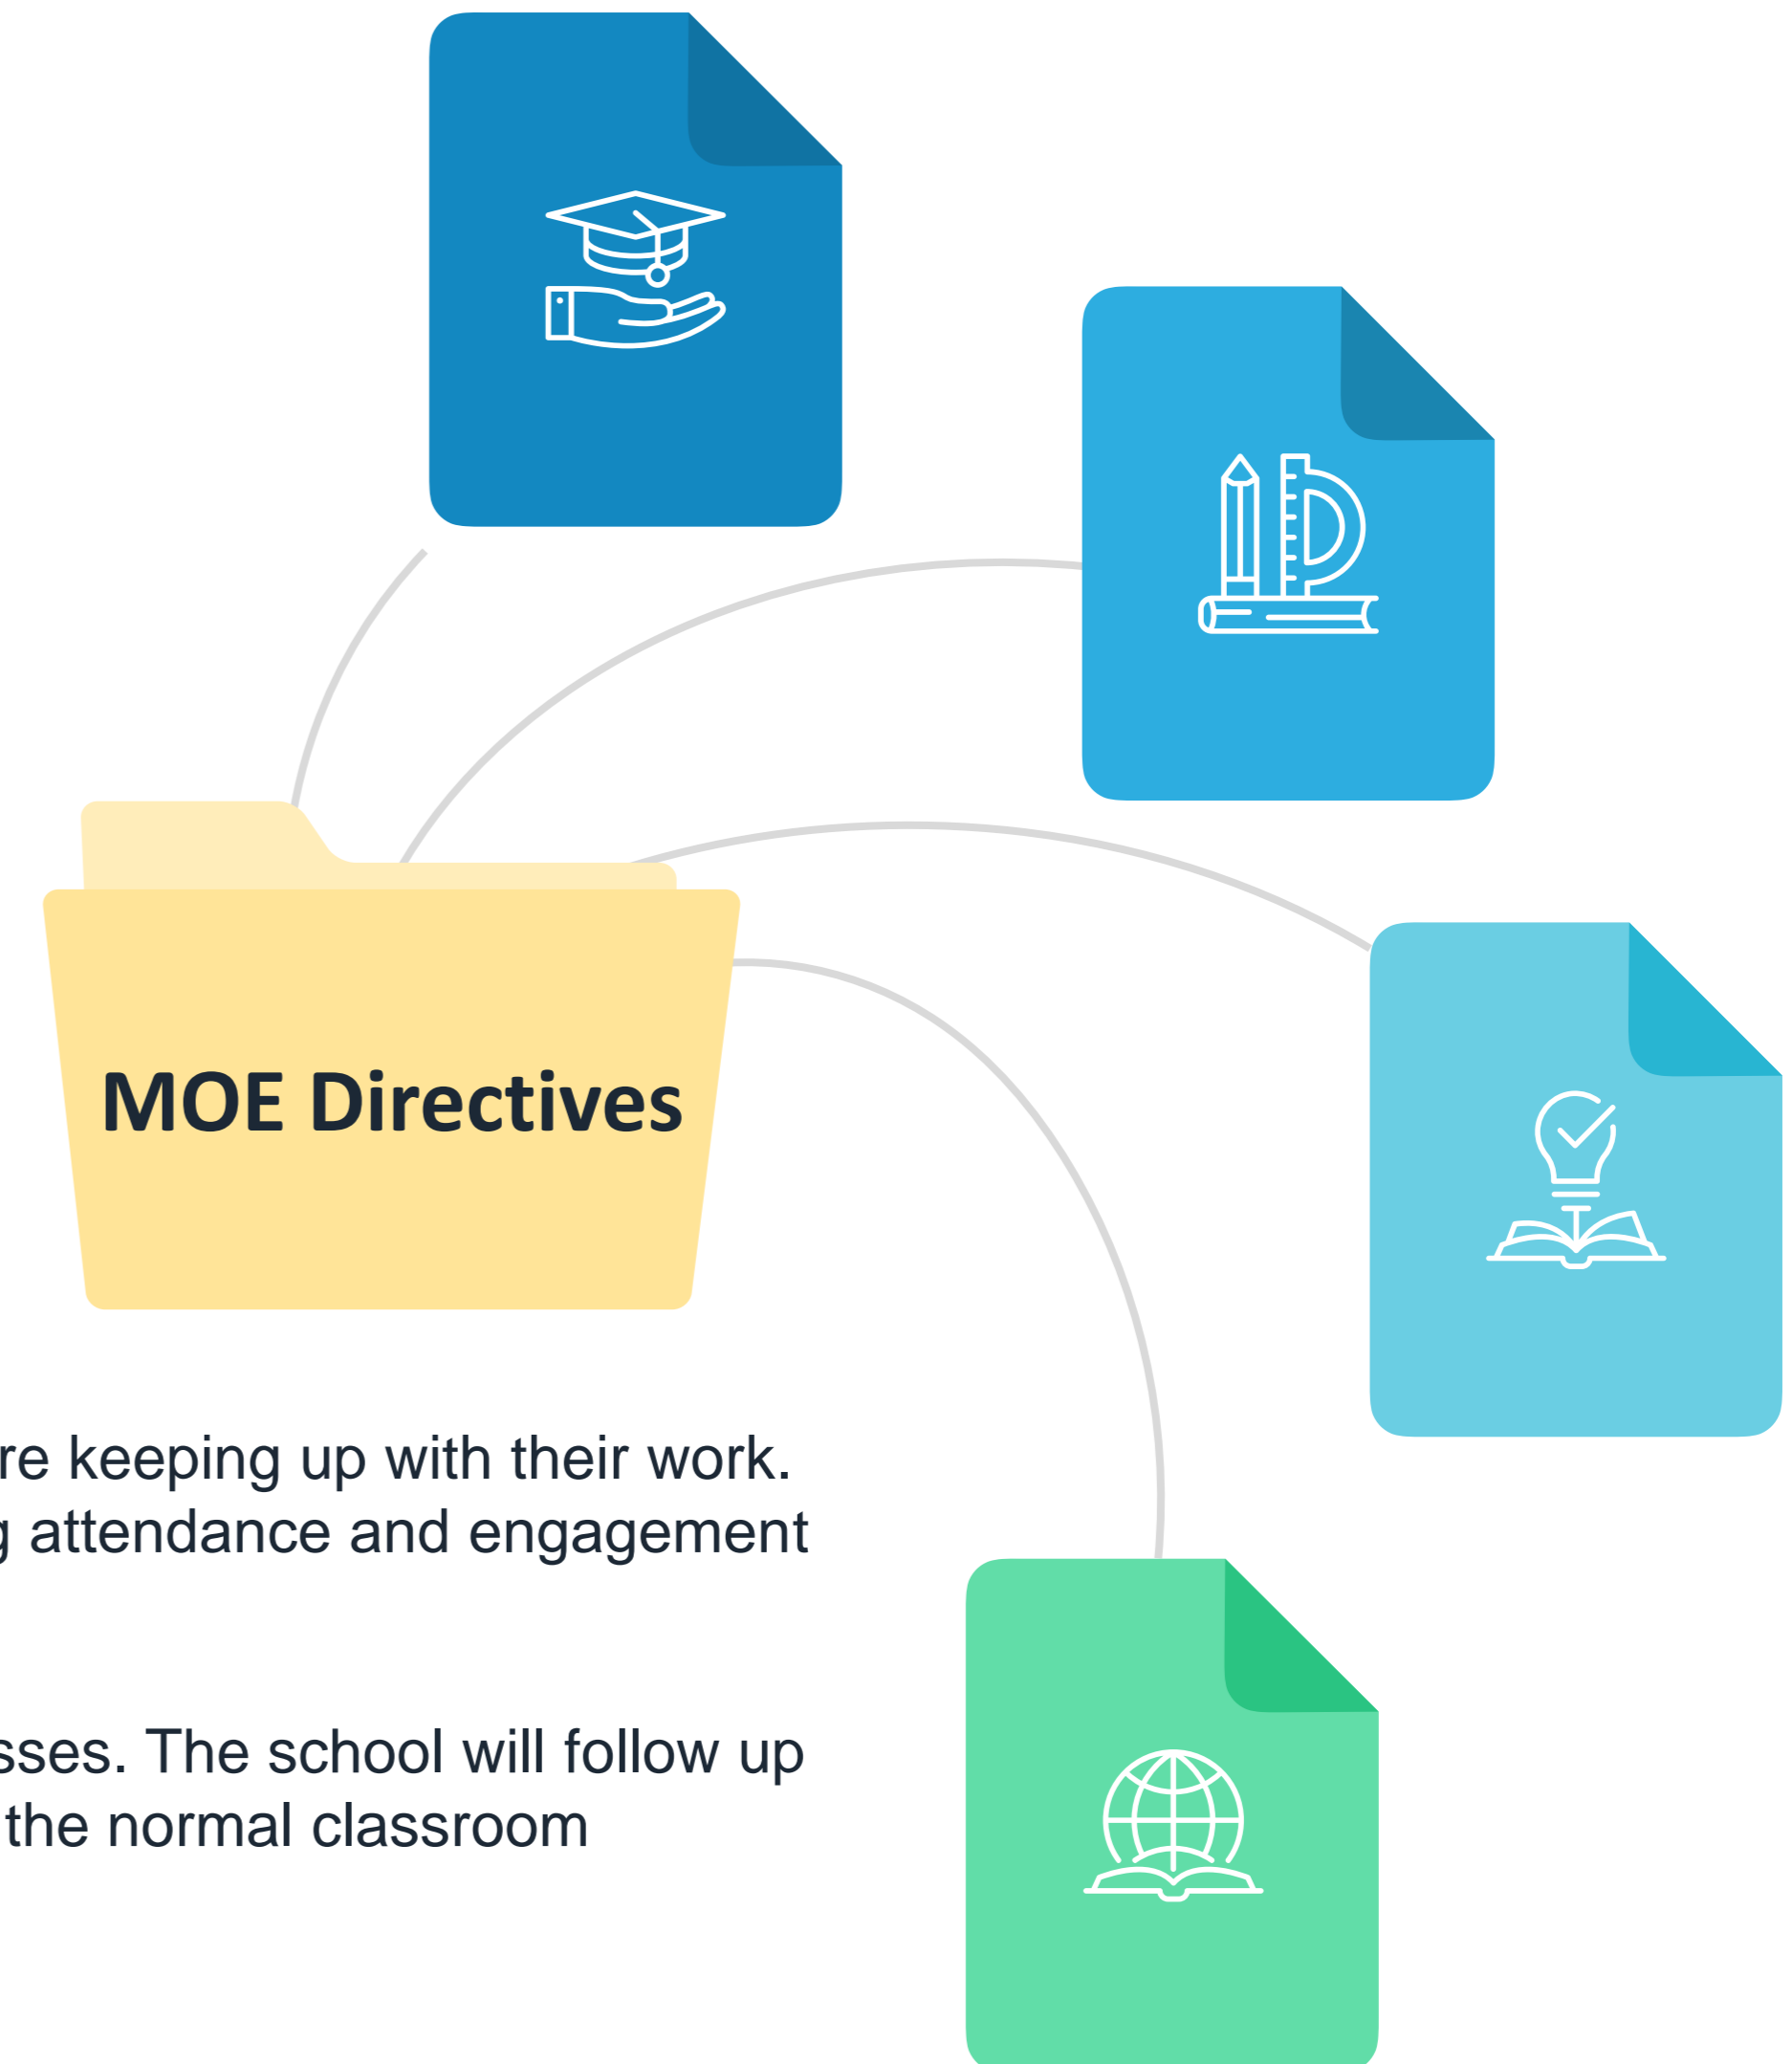 MOE Directives
re keeping up with their work.
g attendance and engagement
sses. The school will follow up
the normal classroom